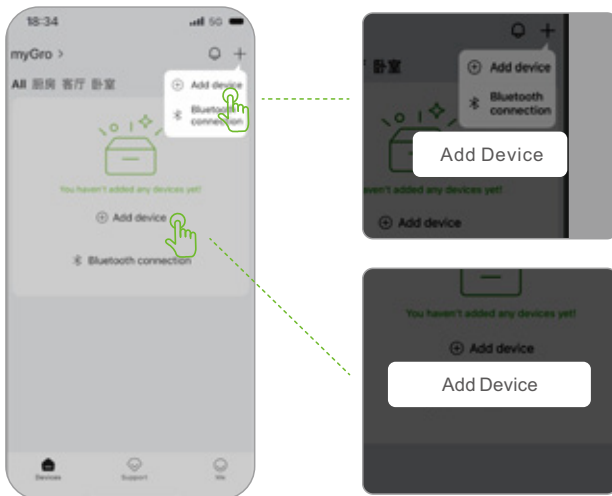 18:34
5G
myGro >
All 厨房 客厅 卧室
Add device
Bluetooth
connection
You haven't added any devices yet!
Add device
Bluetooth connection
Devices
Support
Me
卧室
Add device
Bluetooth
connection
Add Device
aven't added any devices yet!
Add device
You haven't added any devices yet!
Add device
Add Device